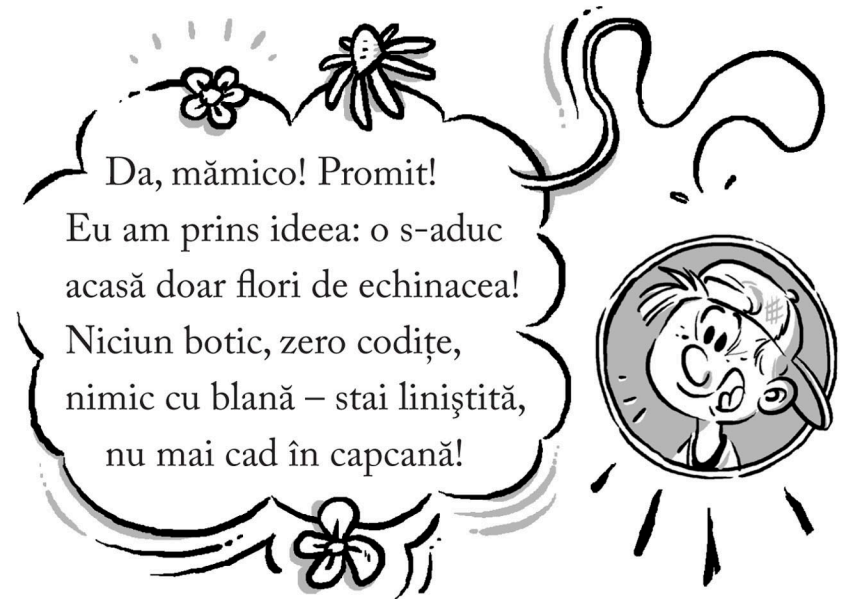 Da, mămico! Promit!
Eu am prins ideea: o s-aduc
acasă doar flori de echinacea!
Niciun botic, zero codițe,
nimic cu blană – stai liniştită,
nu mai cad în capcană!